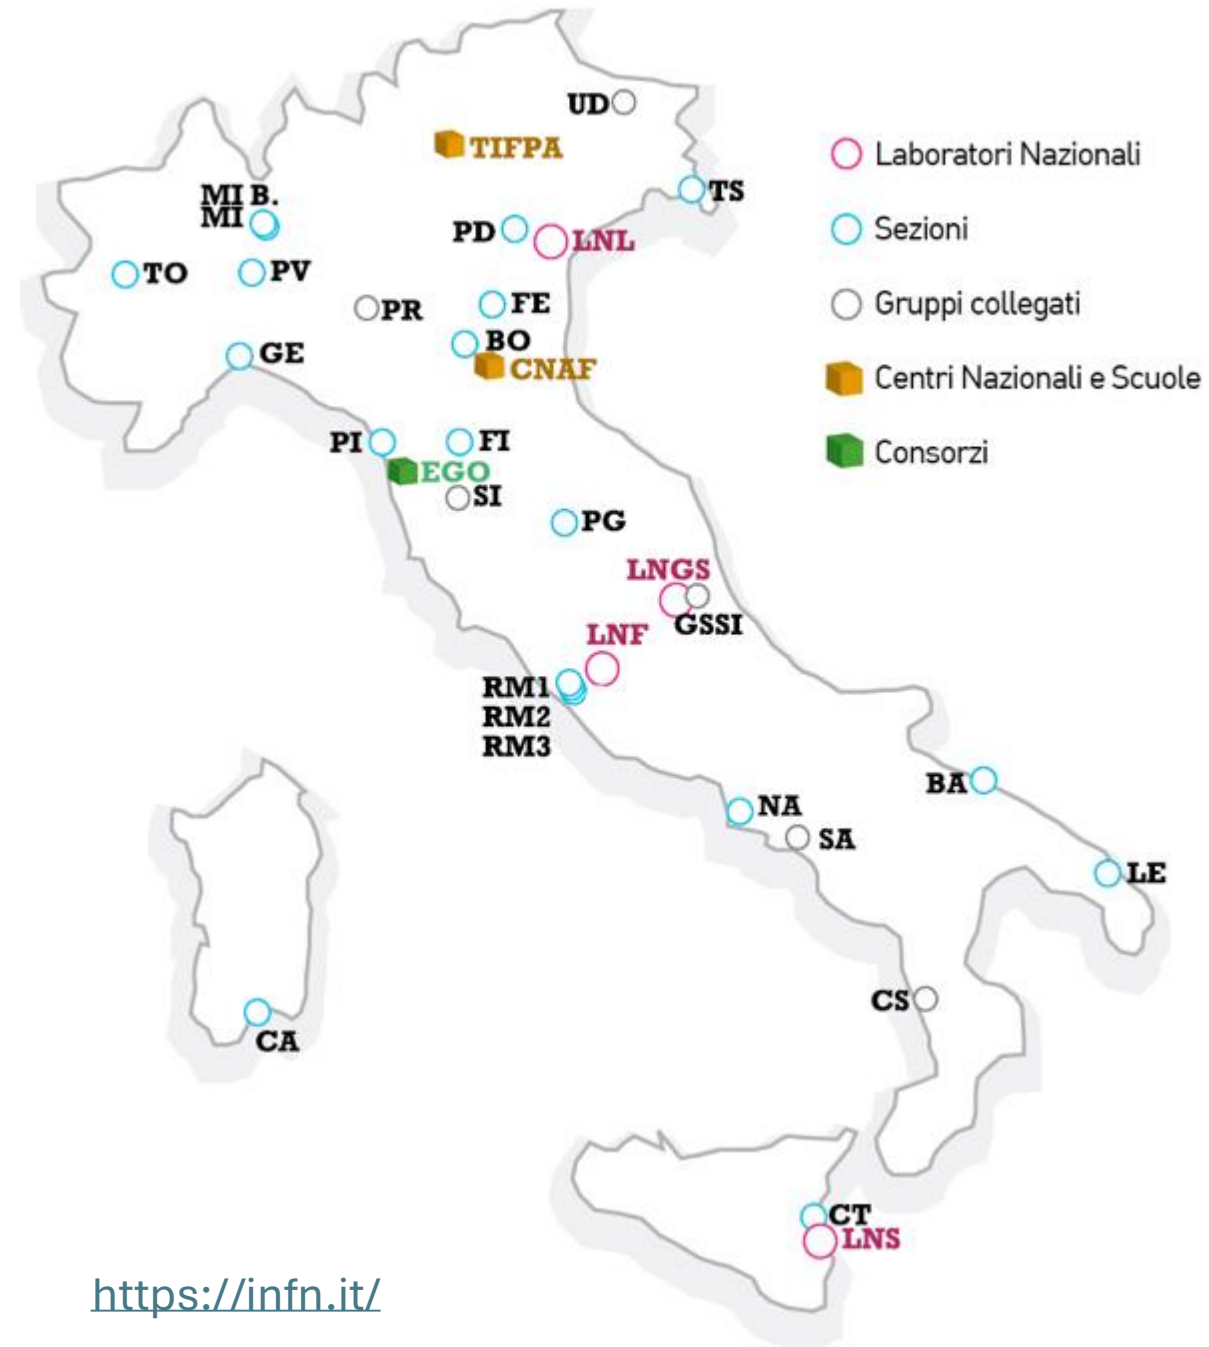 UD
TIFPA
Laboratori Nazionali
MI B.
MI
TS
PD
LNL
Sezioni
TO
PV
PR
FE
Gruppi collegati
BO
GE
CNAF
Centri Nazionali e Scuole
PI
FI
Consorzi
EGO
SI
PG
LNGS
GSSI
LNF
RM1
RM2
RM3
BA
NA
SA
LE
CS
CA
CT
LNS
https://infn.it/